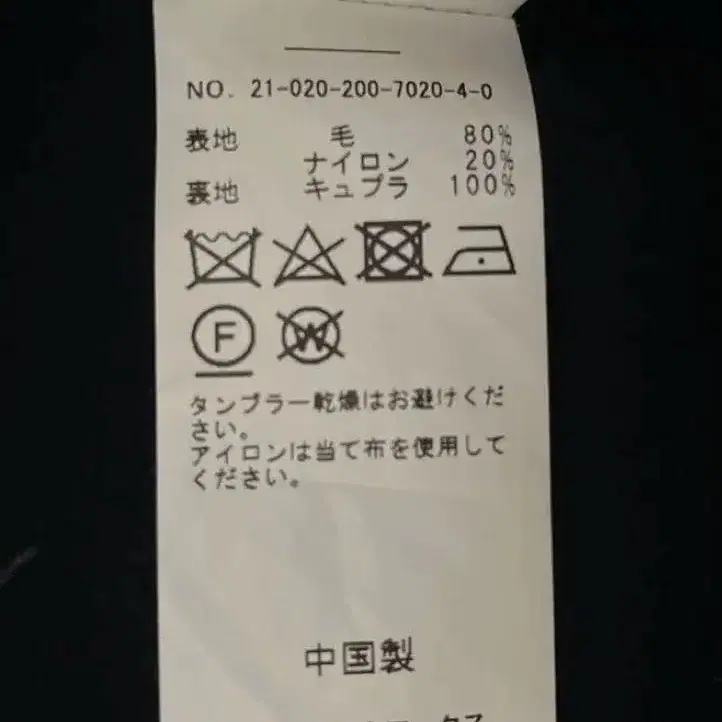 NO. 21-020-200-7020-4-0
表地 毛 80%
ナイロン 20%
裏地 キュプラ 100%
F W
タンブラー乾燥はお避けくだ
さい。
アイロンは当て布を使用して
ください。
中国製